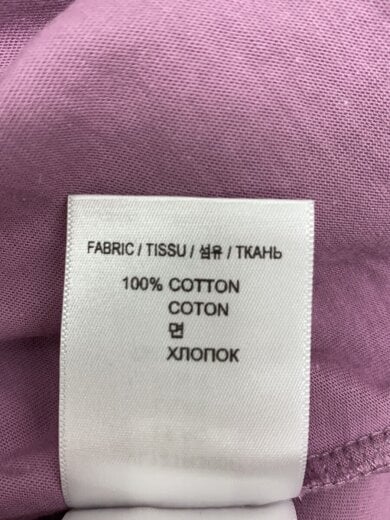 FABRIC / TISSU / 섬유 / ТКАНЬ
100% COTTON
COTON
면
ХЛОПОК